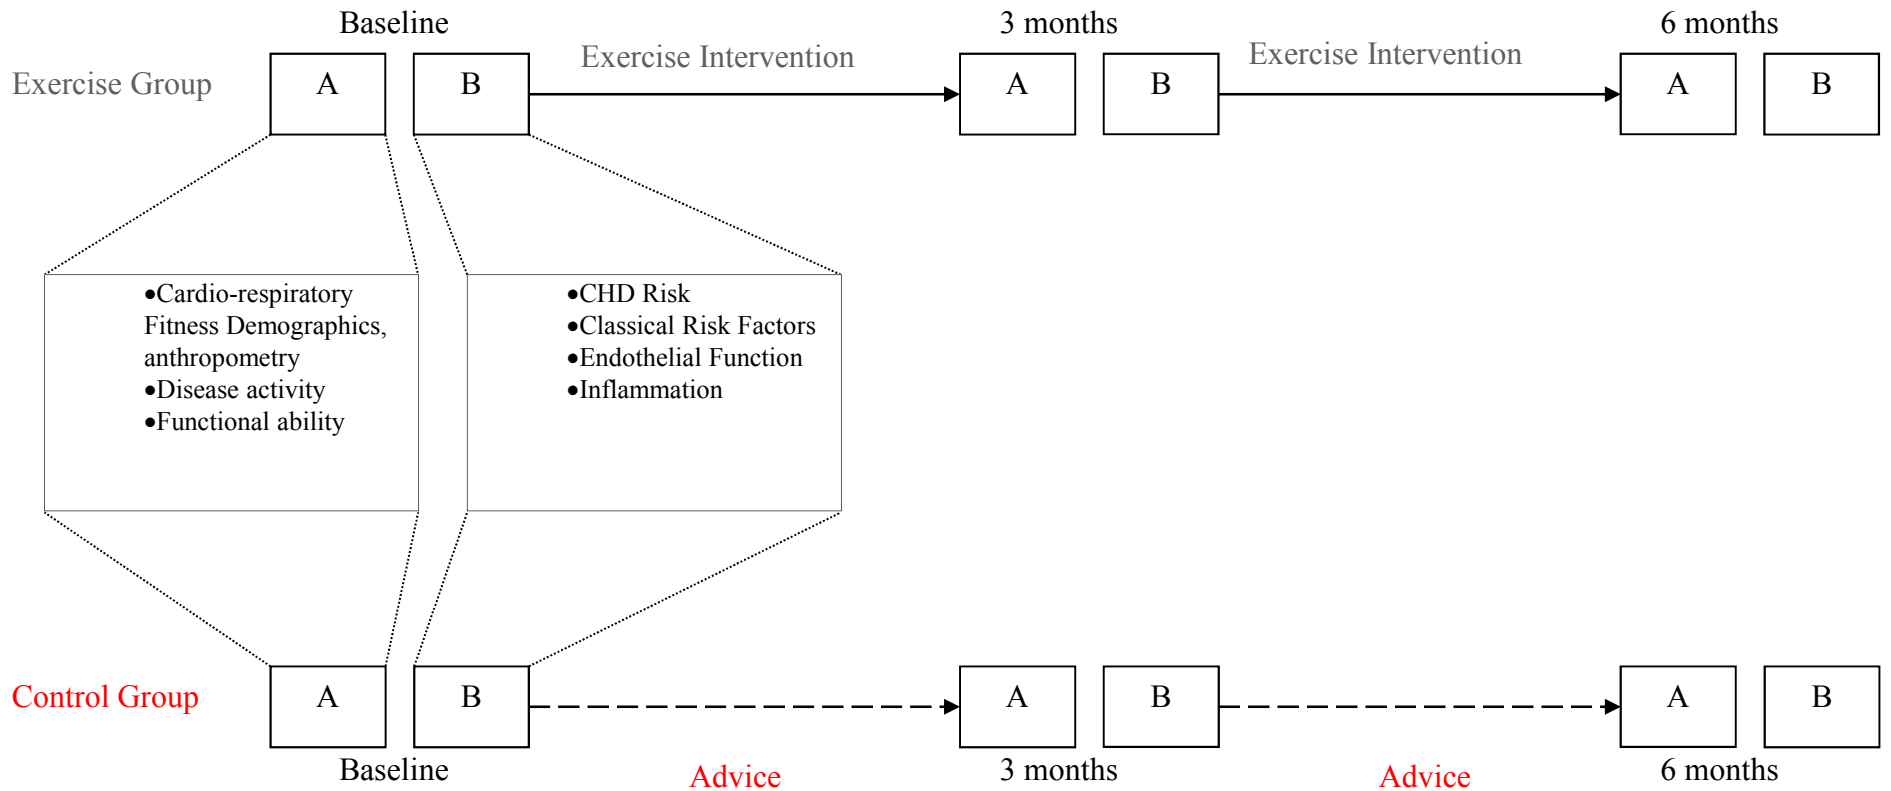 Baseline
3 months
6 months
Exercise Group
A
B
Exercise Intervention
A
B
Exercise Intervention
A
B
•Cardio-respiratory
Fitness Demographics,
anthropometry
•Disease activity
•Functional ability
•CHD Risk
•Classical Risk Factors
•Endothelial Function
•Inflammation
Control Group
A
B
A
B
A
B
Baseline
Advice
3 months
Advice
6 months